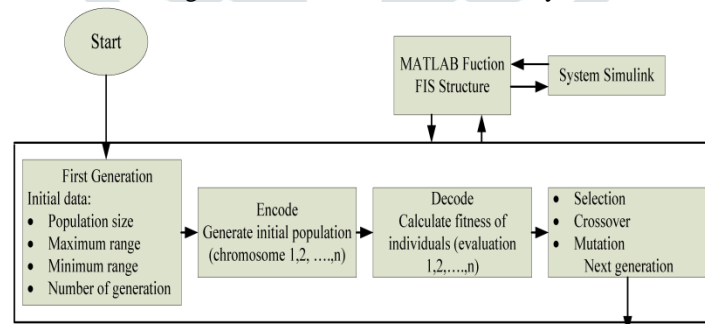 Start
MATLAB Fuction
FIS Structure
System Simulink
First Generation
Initial data:
• Population size
• Maximum range
• Minimum range
• Number of generation
Encode
Generate initial population
(chromosome 1,2, ….,n)
Decode
Calculate fitness of
individuals (evaluation
1,2,….,n)
• Selection
• Crossover
• Mutation
Next generation